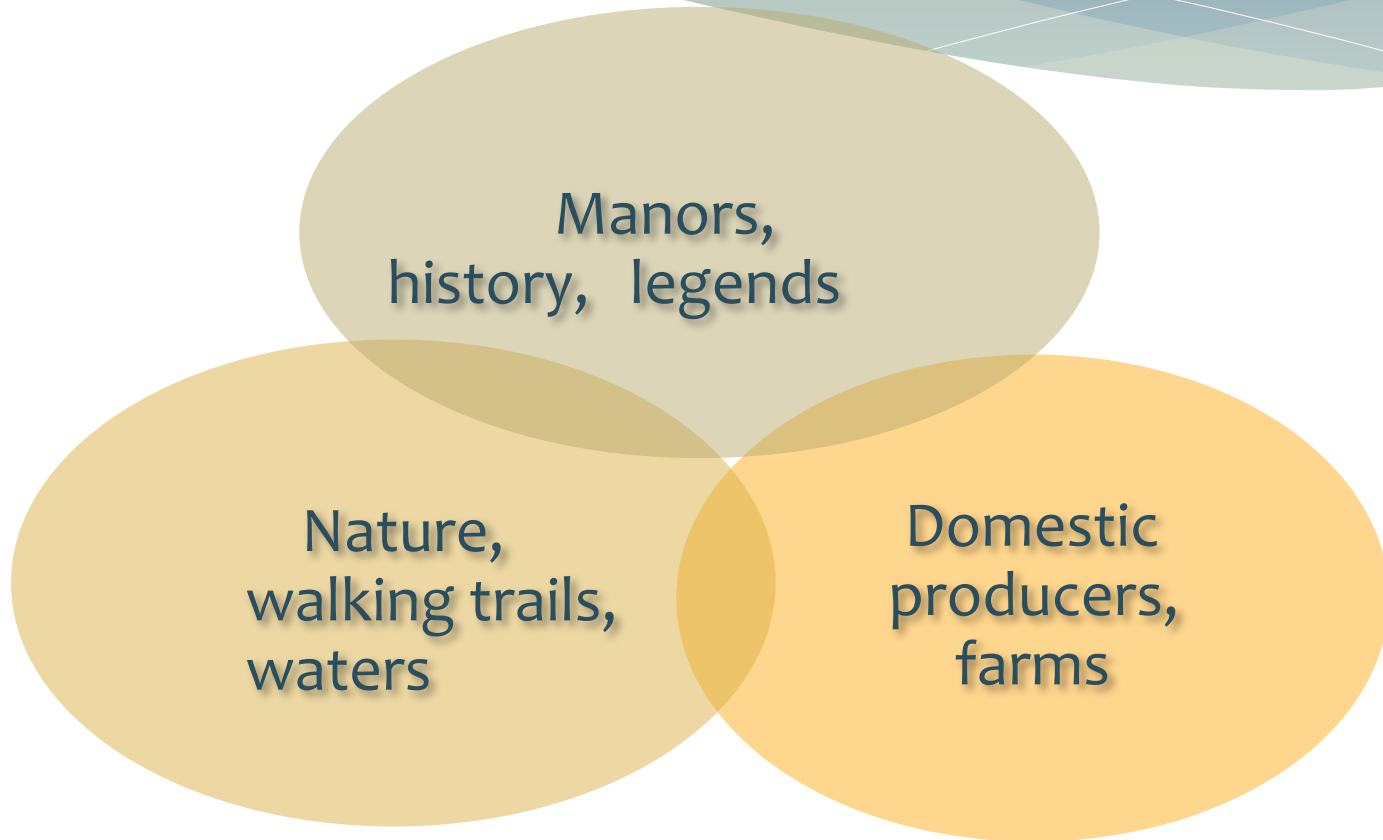 Manors,
history, legends
Nature,
walking trails,
waters
Domestic
producers,
farms